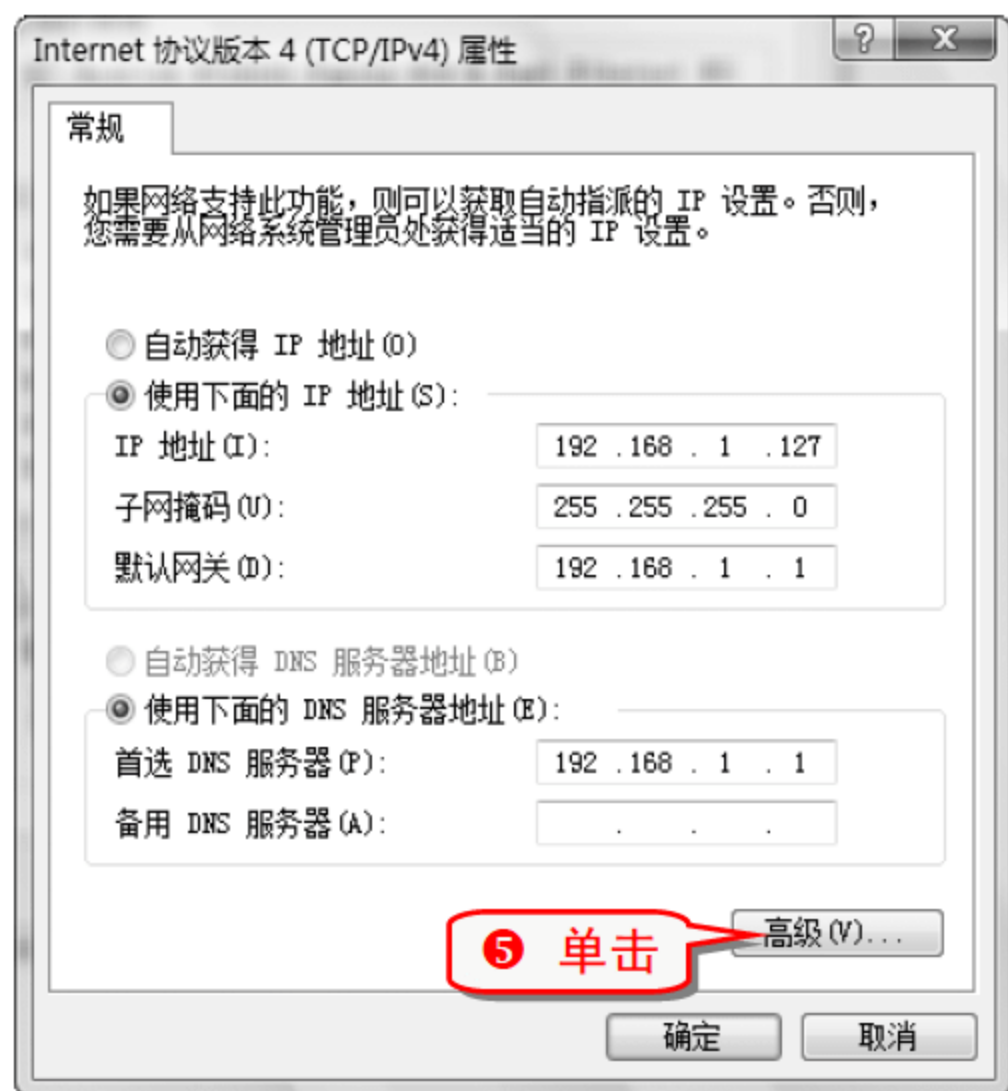 Internet 协议版本 4 (TCP/IPv4) 属性
常规
如果网络支持此功能，则可以获取自动指派的 IP 设置。否则，
您需要从网络系统管理员处获得适当的 IP 设置。
自动获得 IP 地址(O)
使用下面的 IP 地址(S):
IP 地址(I): 192 .168 . 1 .127
子网掩码(U): 255 .255 .255 . 0
默认网关(D): 192 .168 . 1 . 1
自动获得 DNS 服务器地址(B)
使用下面的 DNS 服务器地址(E):
首选 DNS 服务器(P): 192 .168 . 1 . 1
备用 DNS 服务器(A): . . .
❺ 单击 高级(V)...
确定 取消